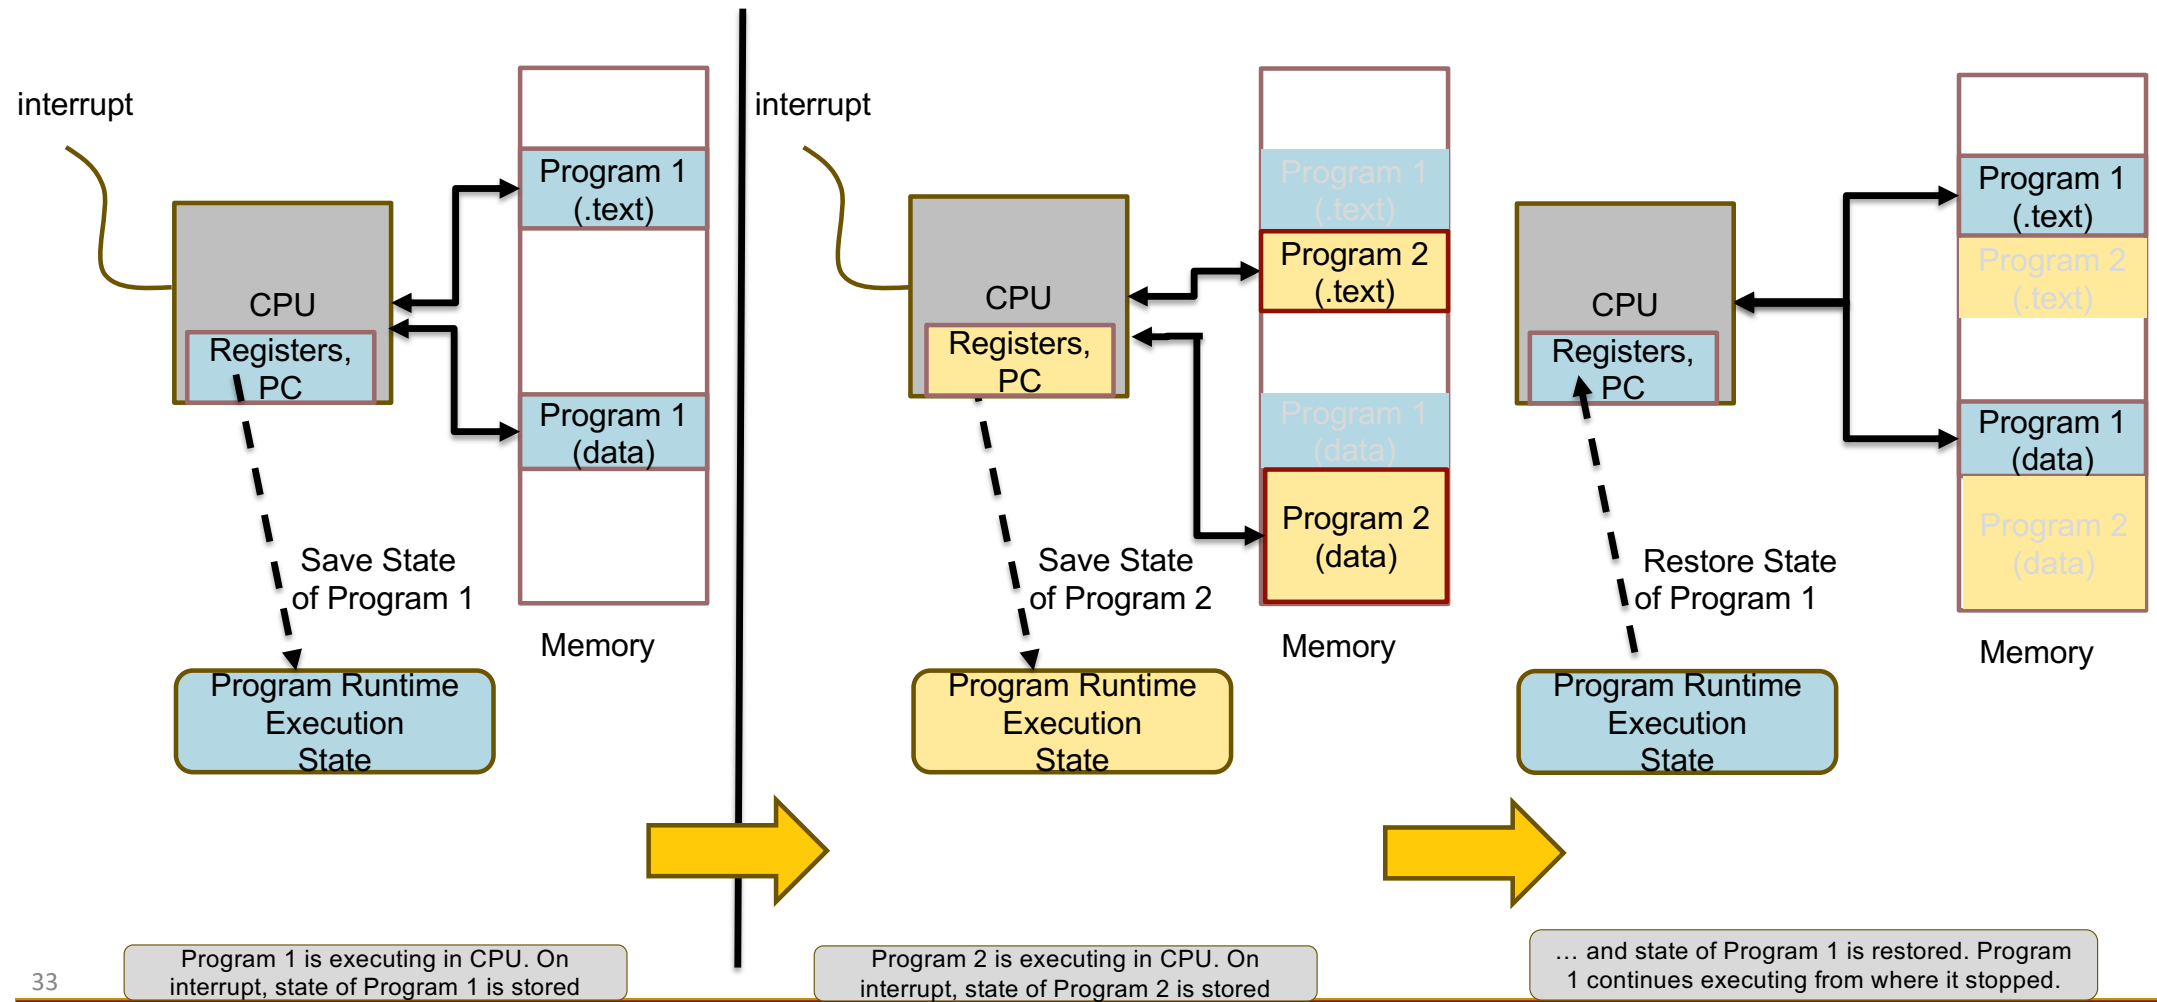 interrupt
CPU
Registers,
PC
Program 1
(.text)
Program 1
(data)
Save State
of Program 1
Memory
Program Runtime
Execution
State
Program 1 is executing in CPU. On
interrupt, state of Program 1 is stored
interrupt
CPU
Registers,
PC
Program 1
(.text)
Program 2
(.text)
Program 1
(data)
Program 2
(data)
Save State
of Program 2
Memory
Program Runtime
Execution
State
Program 2 is executing in CPU. On
interrupt, state of Program 2 is stored
CPU
Registers,
PC
Program 1
(.text)
Program 2
(.text)
Program 1
(data)
Program 2
(data)
Restore State
of Program 1
Memory
Program Runtime
Execution
State
… and state of Program 1 is restored. Program
1 continues executing from where it stopped.
33